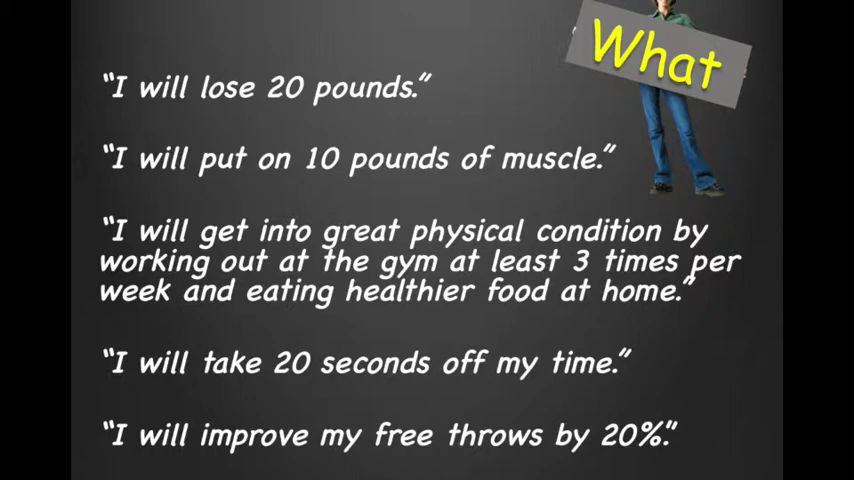 What
“I will lose 20 pounds.”
“I will put on 10 pounds of muscle.”
“I will get into great physical condition by
working out at the gym at least 3 times per
week and eating healthier food at home.”
“I will take 20 seconds off my time.”
“I will improve my free throws by 20%.”